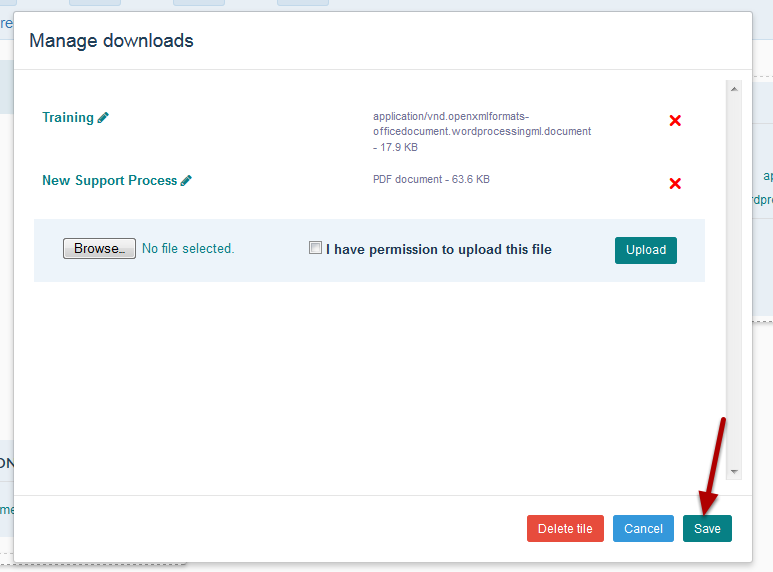 re
Manage downloads
Training
application/vnd.openxmlformats-
officedocument.wordprocessingml.document
- 17.9 KB
New Support Process
PDF document - 63.6 KB
ap
rdpro
Browse_ No file selected.
I have permission to upload this file
Upload
ON
me
Delete tile
Cancel
Save